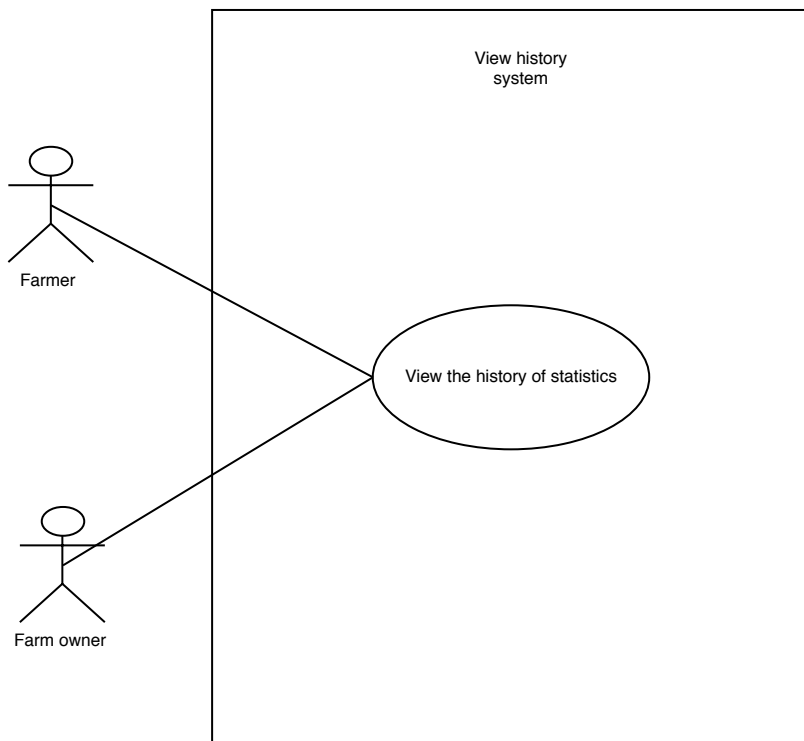 View history
system
Farmer
View the history of statistics
Farm owner